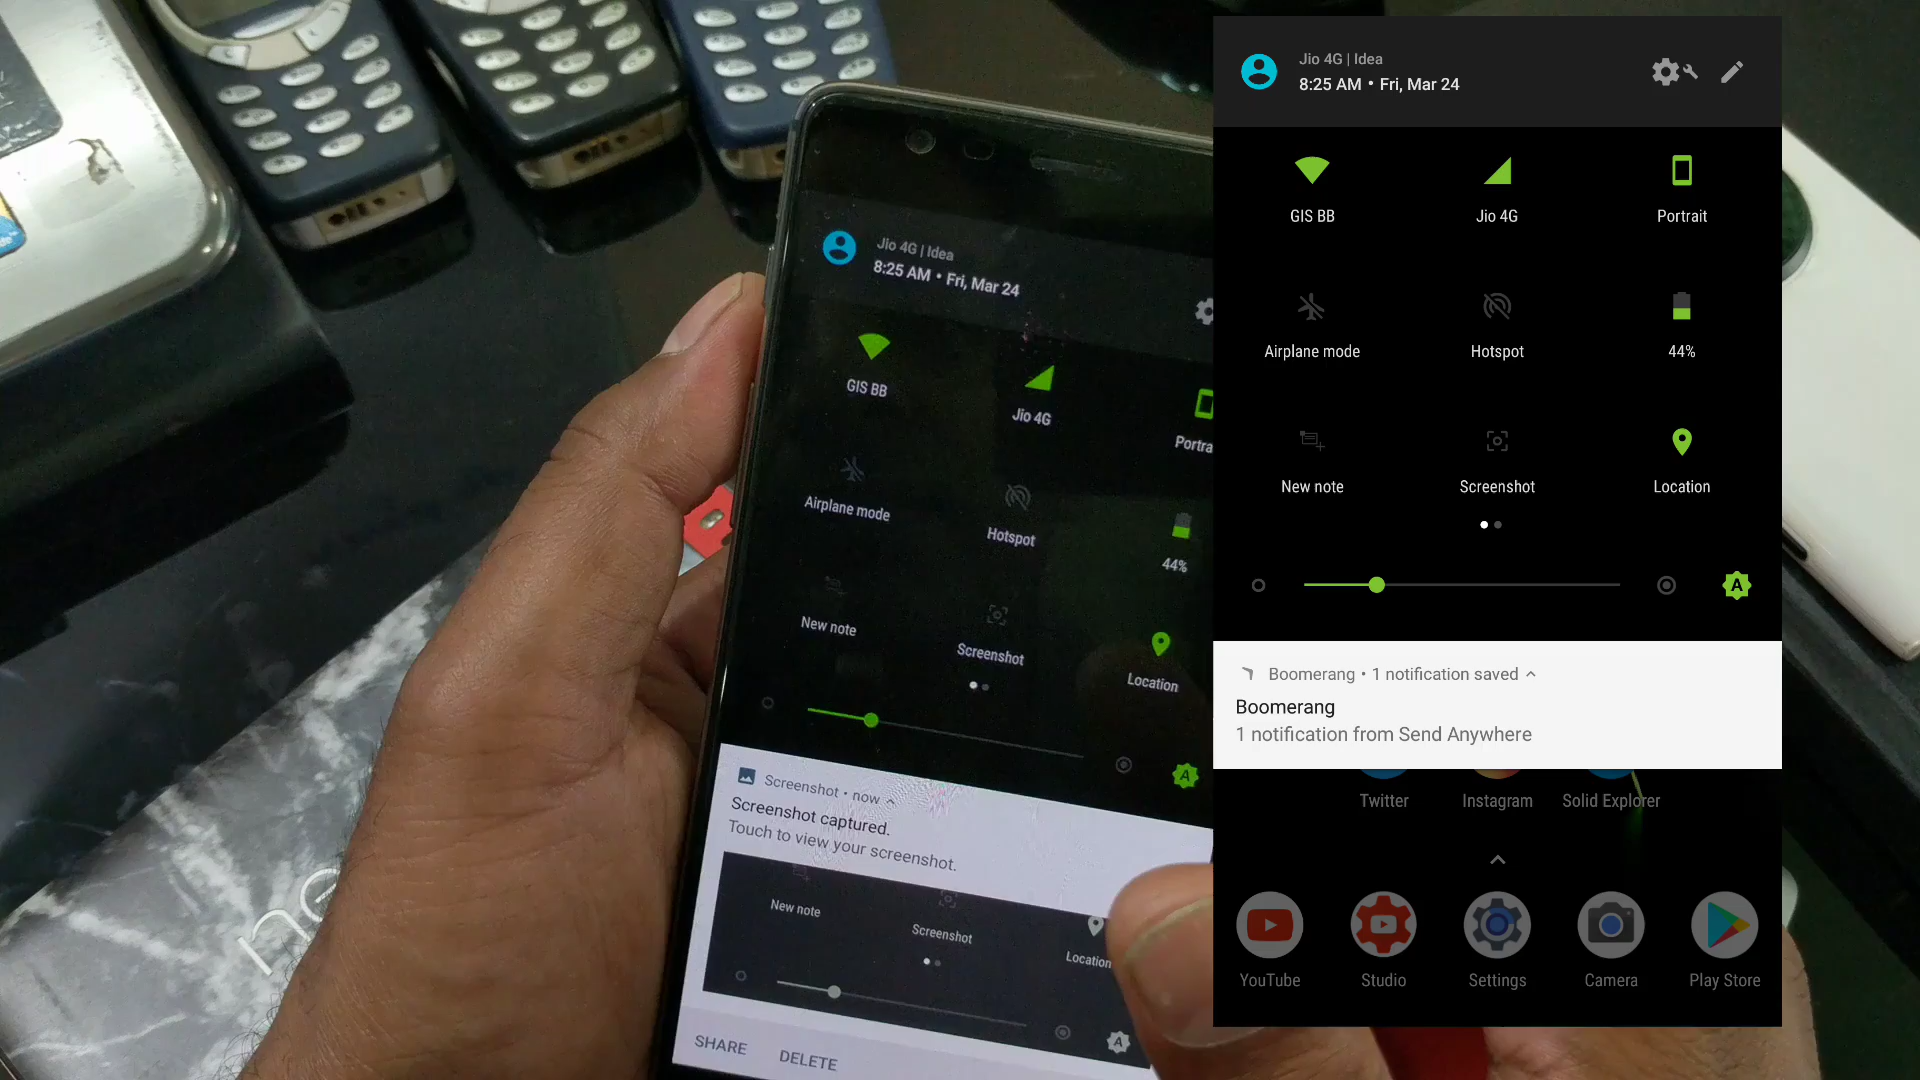 Jio 4G | Idea
8:25 AM • Fri, Mar 24
GIS BB
Jio 4G
Airplane mode
Hotspot
44%
New note
Screenshot
Location
A
Screenshot • now
Screenshot captured.
Touch to view your screenshot.
New note
Screenshot
Location
A
SHARE DELETE
Jio 4G | Idea
8:25 AM • Fri, Mar 24
GIS BB Jio 4G Portrait
Airplane mode Hotspot 44%
New note Screenshot Location
A
Boomerang • 1 notification saved
Boomerang
1 notification from Send Anywhere
Twitter Instagram Solid Explorer
YouTube Studio Settings Camera Play Store